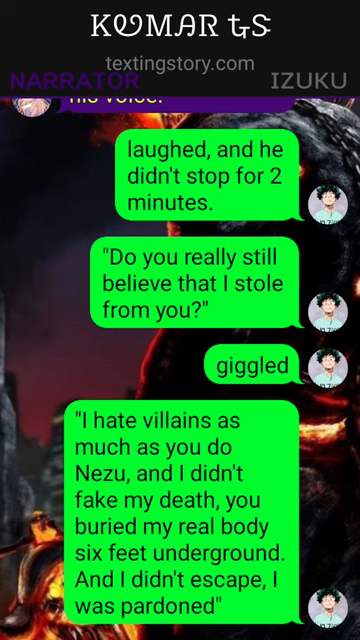 KUMAR GS
textingstory.com
NARRATOR IZUKU
his voice.
laughed, and he
didn't stop for 2
minutes.
"Do you really still
believe that I stole
from you?"
giggled
"I hate villains as
much as you do
Nezu, and I didn't
fake my death, you
buried my real body
six feet underground.
And I didn't escape, I
was pardoned"